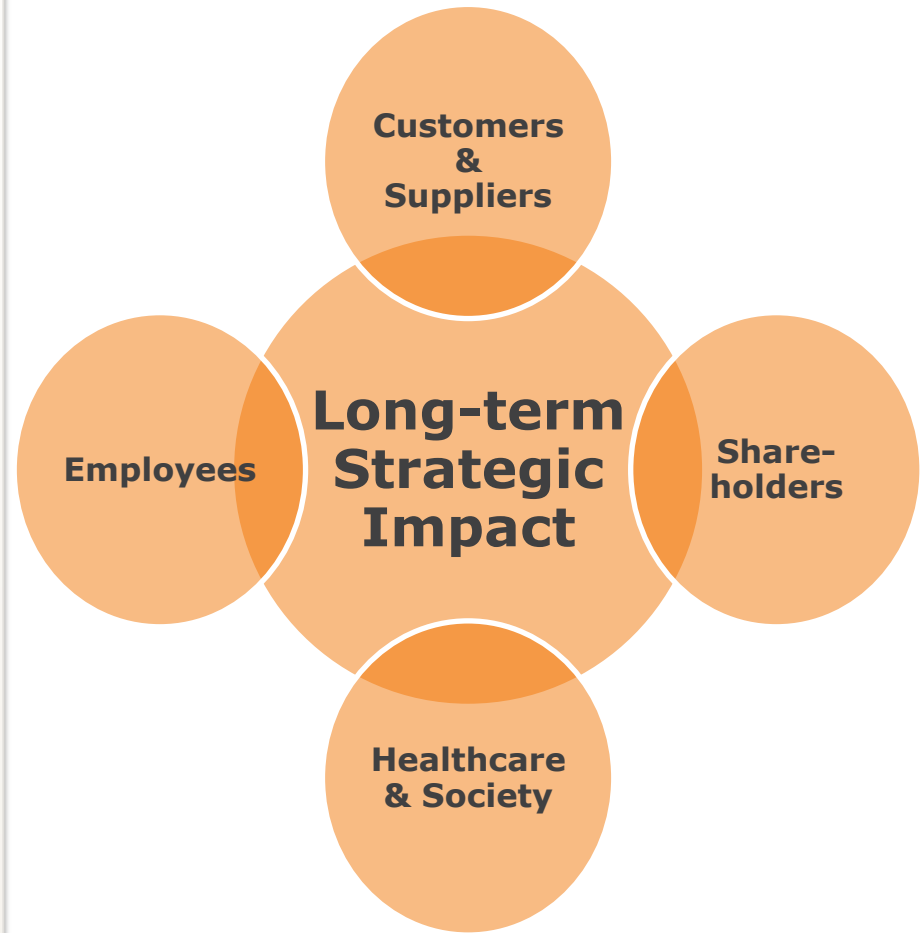 Customers
&
Suppliers
Employees
Long-term
Strategic
Impact
Share-
holders
Healthcare
& Society